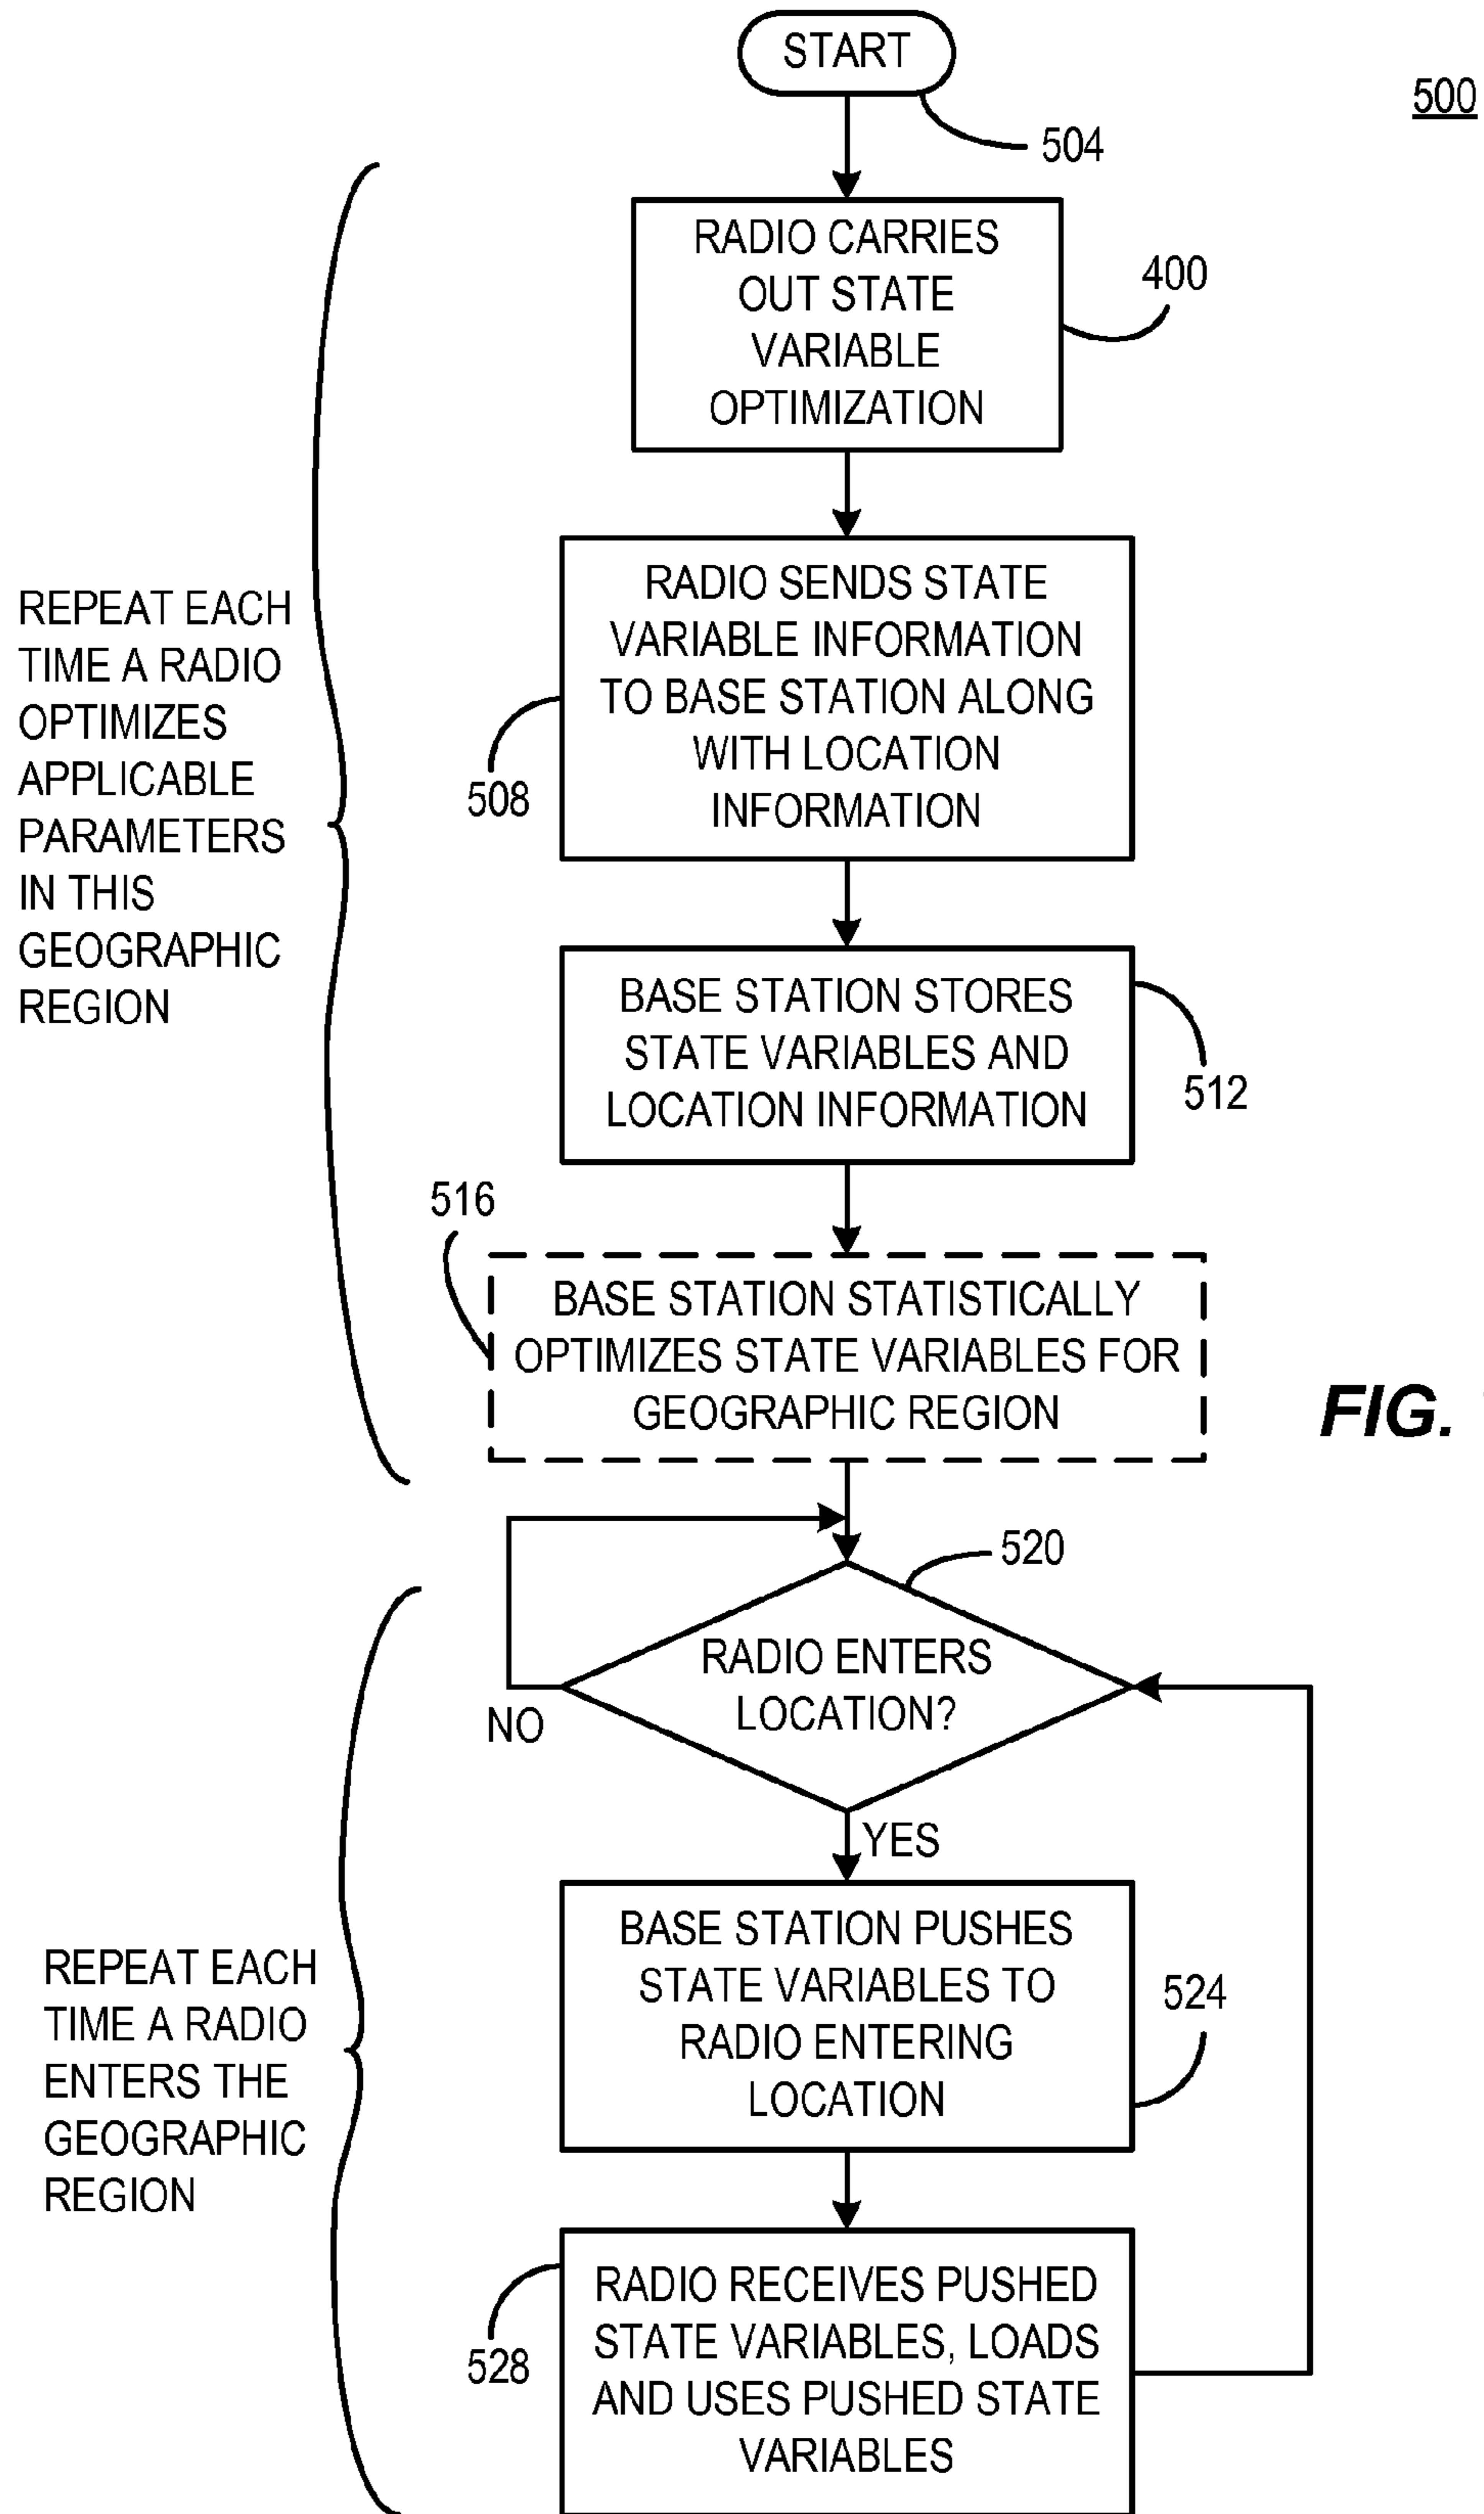 START
500
504
RADIO CARRIES
OUT STATE
VARIABLE
OPTIMIZATION
400
RADIO SENDS STATE
VARIABLE INFORMATION
TO BASE STATION ALONG
WITH LOCATION
INFORMATION
508
REPEAT EACH
TIME A RADIO
OPTIMIZES
APPLICABLE
PARAMETERS
IN THIS
GEOGRAPHIC
REGION
BASE STATION STORES
STATE VARIABLES AND
LOCATION INFORMATION
512
516
BASE STATION STATISTICALLY
OPTIMIZES STATE VARIABLES FOR
GEOGRAPHIC REGION
FIG.
520
RADIO ENTERS
LOCATION?
NO
YES
BASE STATION PUSHES
STATE VARIABLES TO
RADIO ENTERING
LOCATION
524
REPEAT EACH
TIME A RADIO
ENTERS THE
GEOGRAPHIC
REGION
RADIO RECEIVES PUSHED
STATE VARIABLES, LOADS
AND USES PUSHED STATE
VARIABLES
528